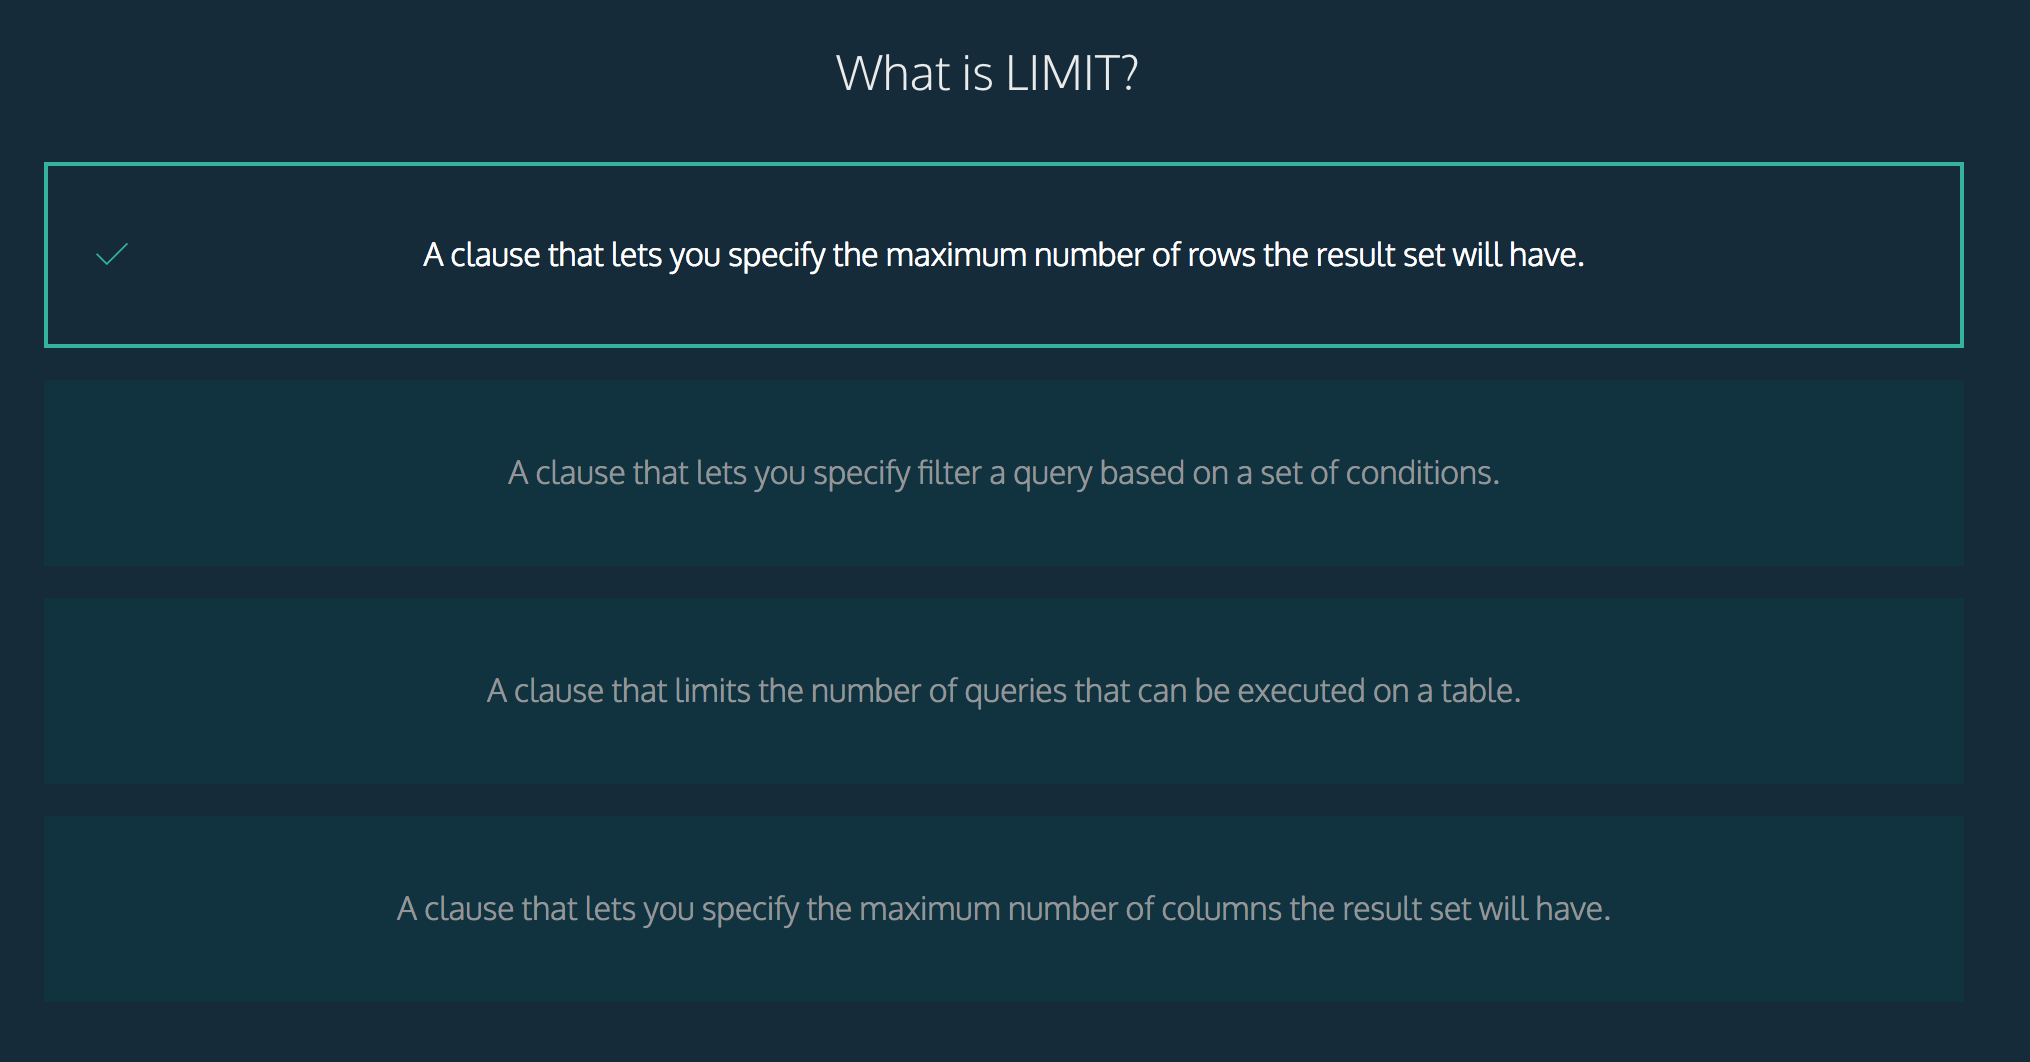 What is LIMIT?
A clause that lets you specify the maximum number of rows the result set will have.
A clause that lets you specify filter a query based on a set of conditions.
A clause that limits the number of queries that can be executed on a table.
A clause that lets you specify the maximum number of columns the result set will have.